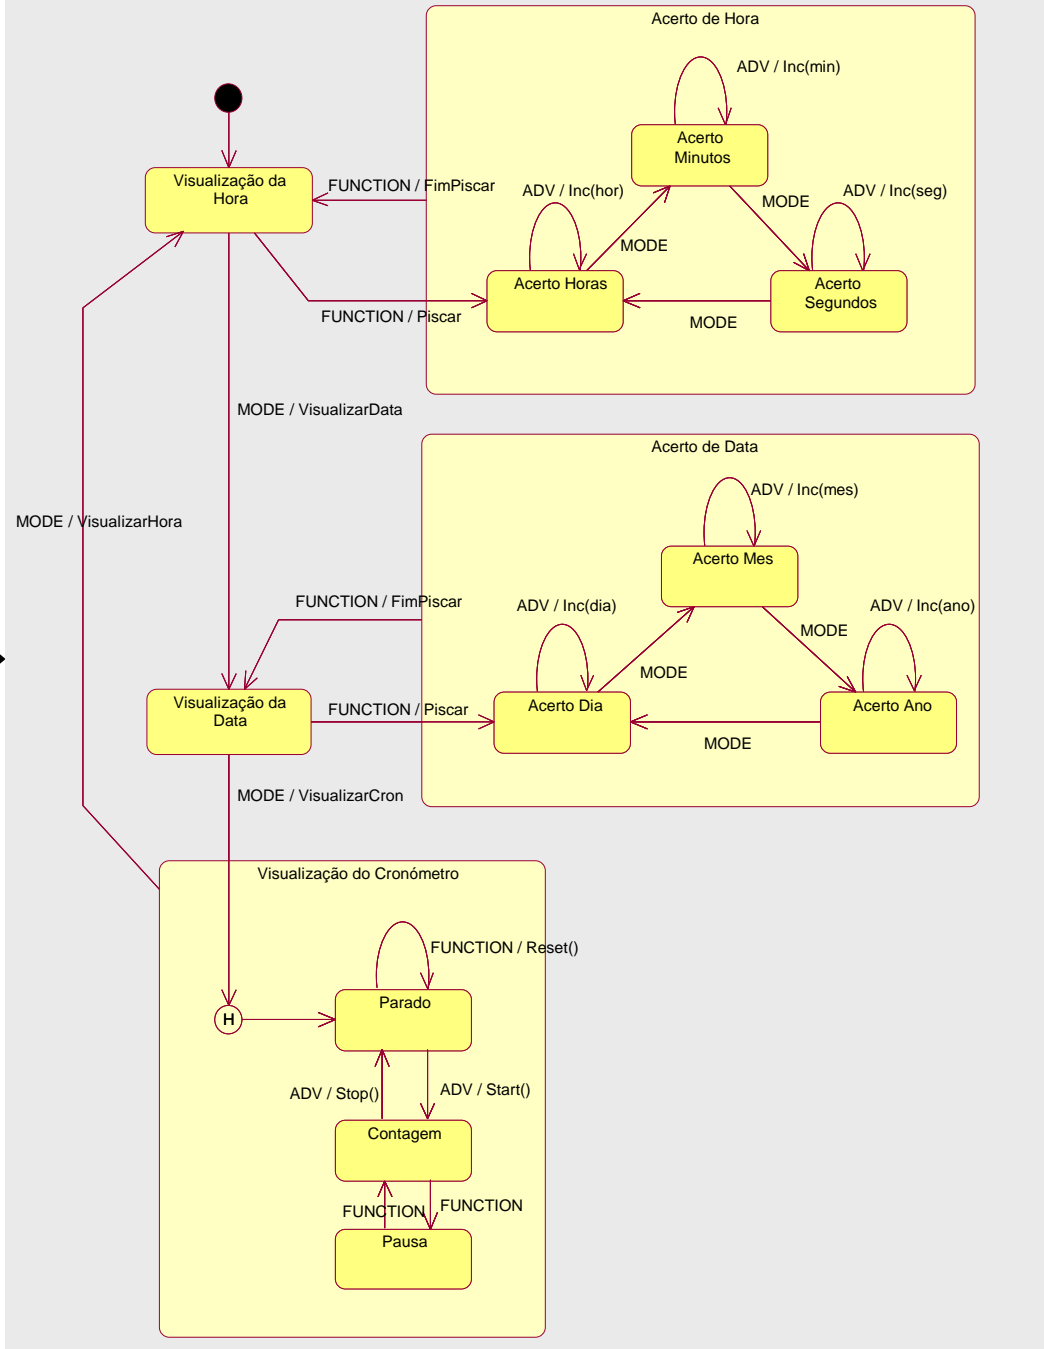 Acerto de Hora
ADV / Inc(min)
Acerto
Minutos
Visualização da
Hora
FUNCTION / FimPiscar
ADV / Inc(hor)
MODE
ADV / Inc(seg)
MODE
Acerto Horas
Acerto
Segundos
FUNCTION / Piscar
MODE
MODE / VisualizarData
Acerto de Data
ADV / Inc(mes)
MODE / VisualizarHora
Acerto Mes
FUNCTION / FimPiscar
ADV / Inc(dia)
ADV / Inc(ano)
MODE
MODE
Visualização da
Data
FUNCTION / Piscar
Acerto Dia
Acerto Ano
MODE
MODE / VisualizarCron
Visualização do Cronómetro
FUNCTION / Reset()
Parado
H
ADV / Stop()
ADV / Start()
Contagem
FUNCTION
FUNCTION
Pausa